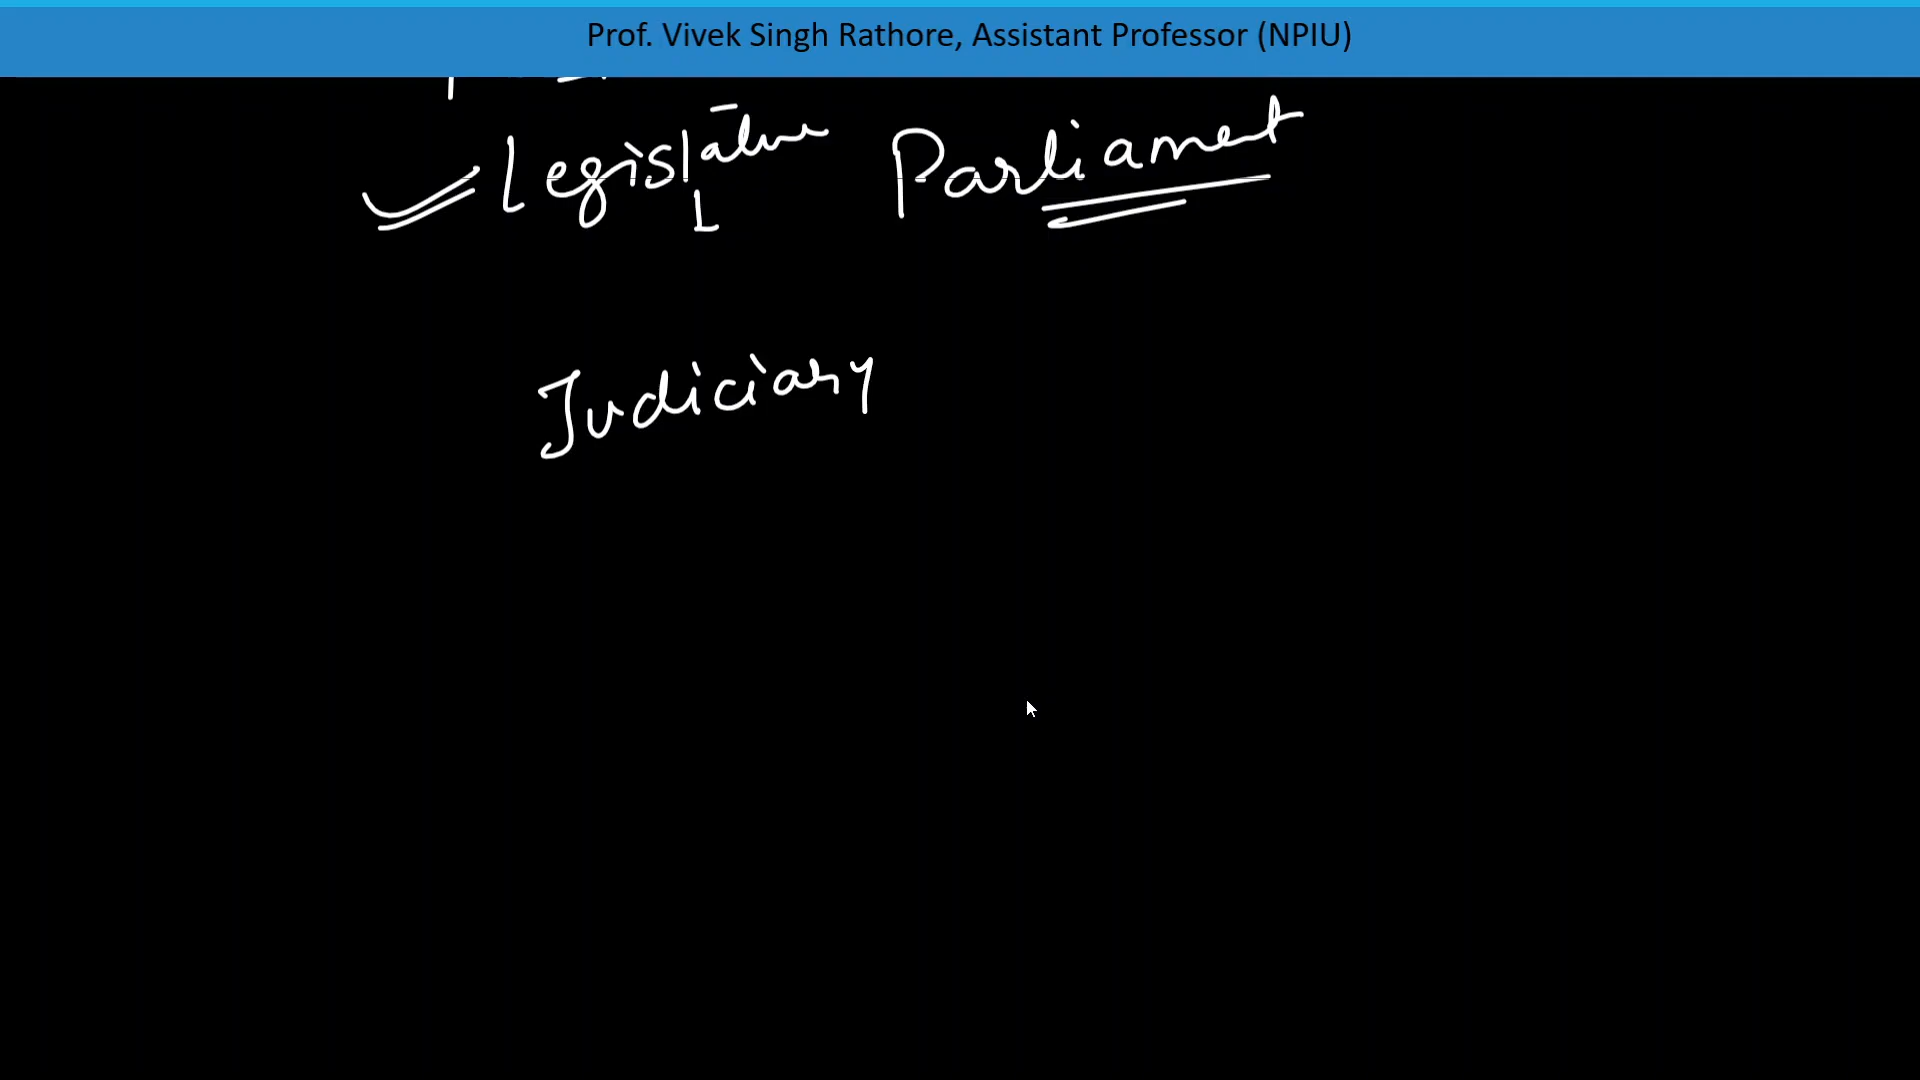 Prof. Vivek Singh Rathore, Assistant Professor (NPIU)
Legislature Parliament
L
Judiciary